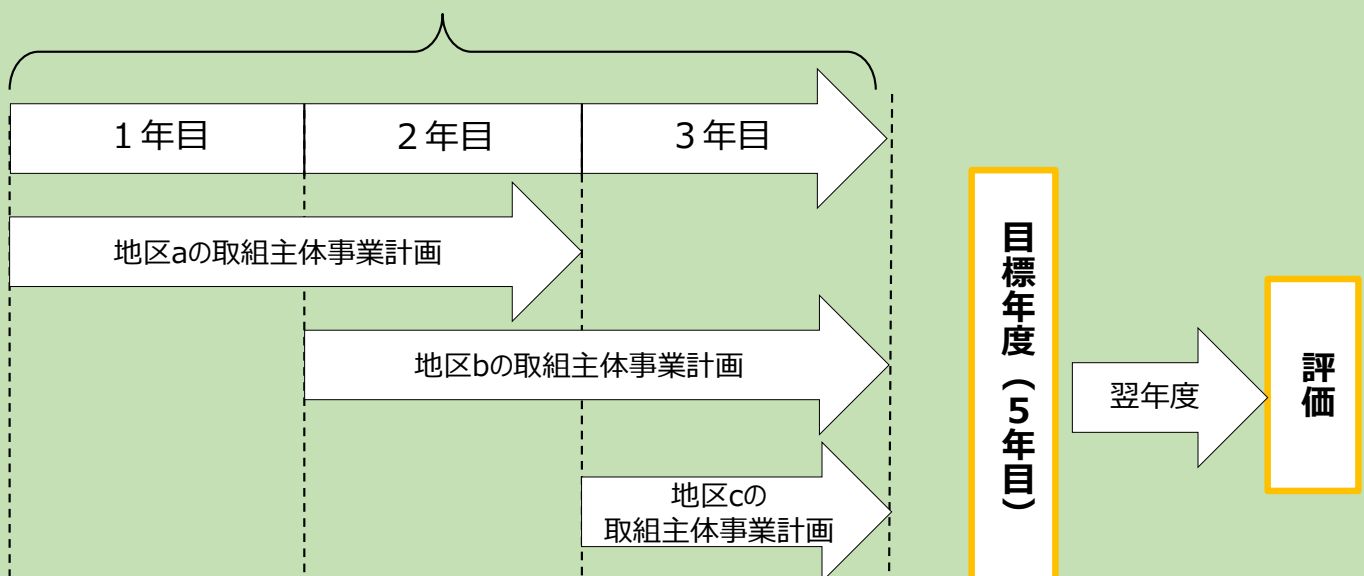 １年目
２年目
３年目
地区aの取組主体事業計画
地区bの取組主体事業計画
地区cの
取組主体事業計画
目標年度（５年目）
翌年度
評価